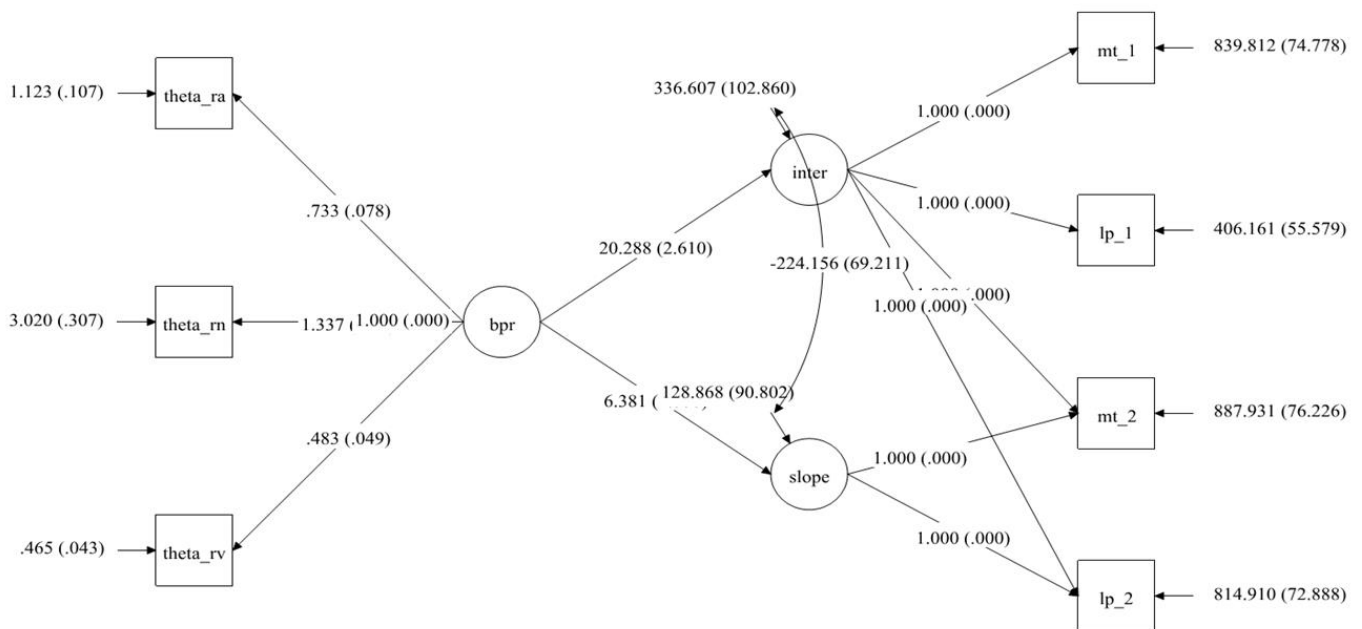 mt_1
839.812 (74.778)
1.123 (.107)
theta_ra
336.607 (102.860)
1.000 (.000)
inter
.733 (.078)
1.000 (.000)
lp_1
406.161 (55.579)
20.288 (2.610)
-224.156 (69.211)
.000)
1.000 (.000)
3.020 (.307)
theta_rn
1.337 (
1.000 (.000)
bpr
6.381 (
128.868 (90.802)
mt_2
887.931 (76.226)
.483 (.049)
1.000 (.000)
slope
.465 (.043)
theta_rv
1.000 (.000)
lp_2
814.910 (72.888)